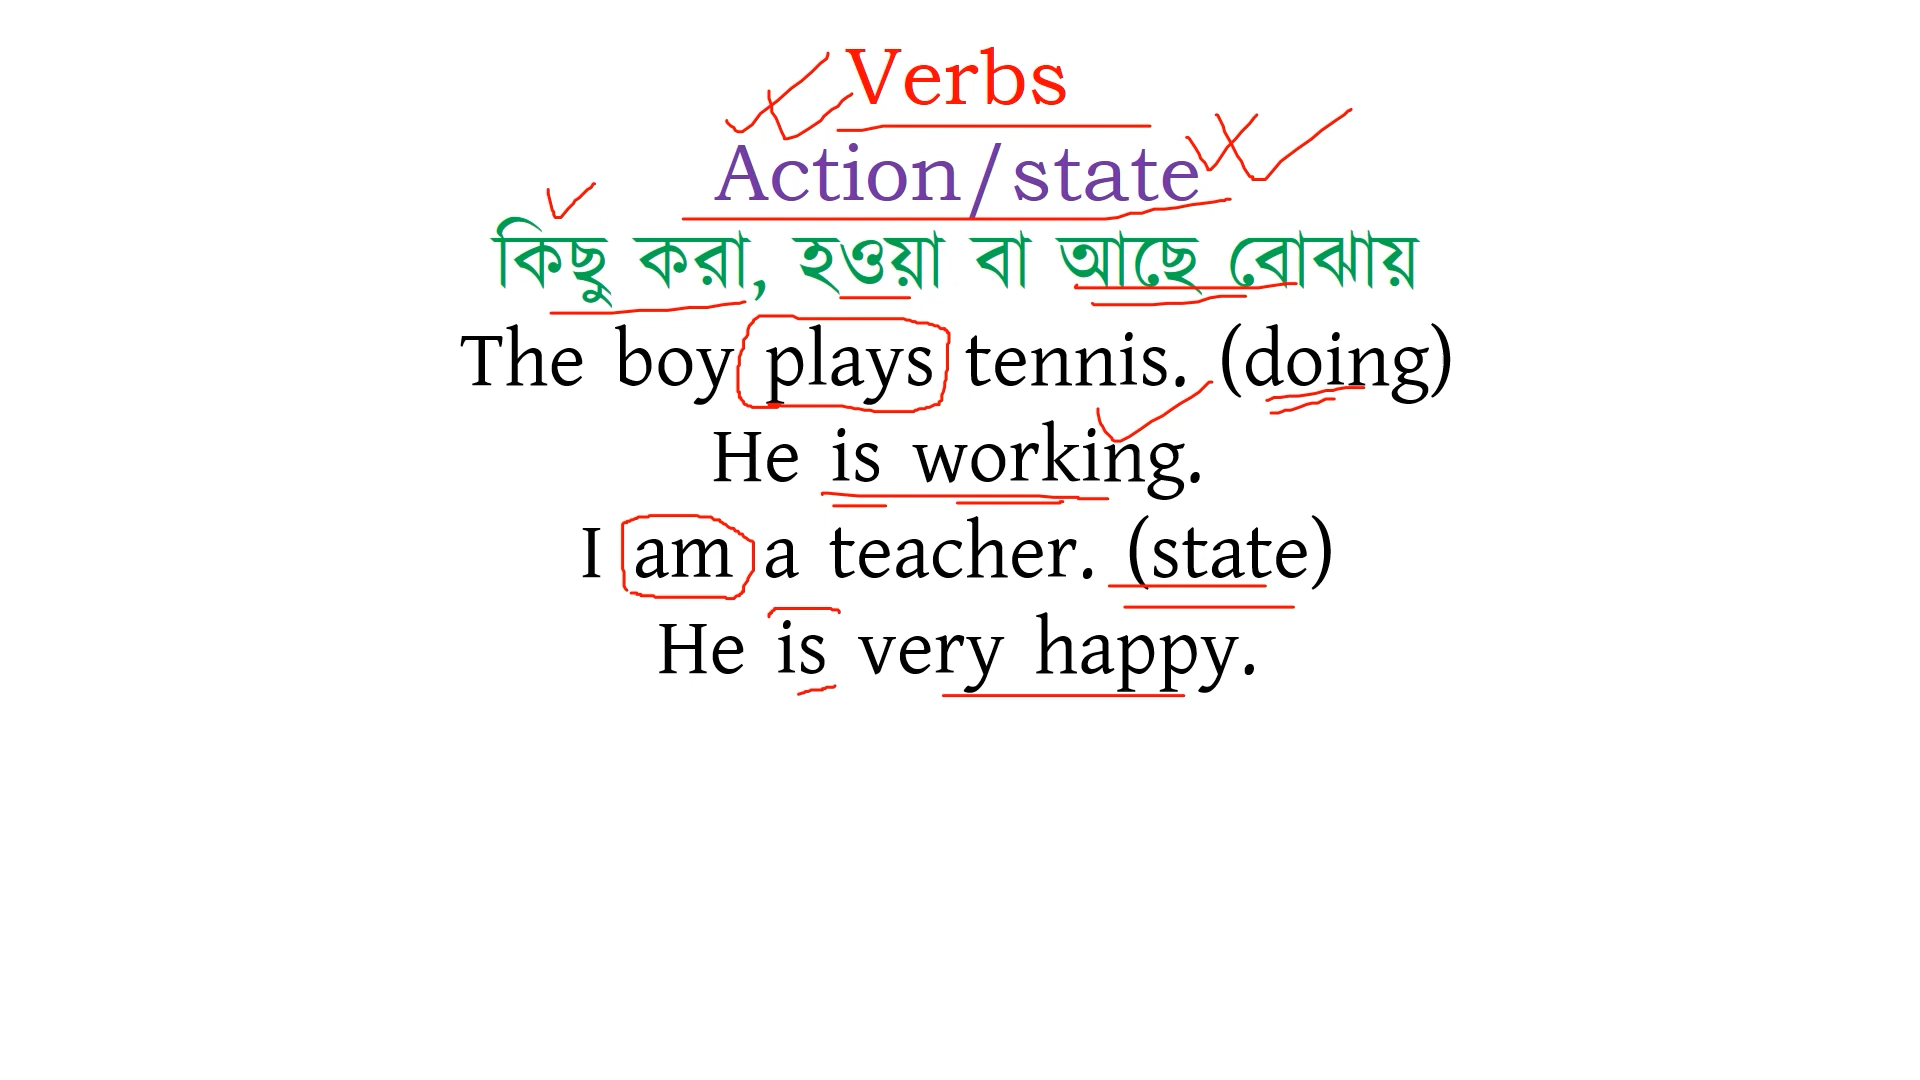 Verbs
Action/state
কিছু করা, হওয়া বা আছে বোঝায়
The boy plays tennis. (doing)
He is working.
I am a teacher. (state)
He is very happy.